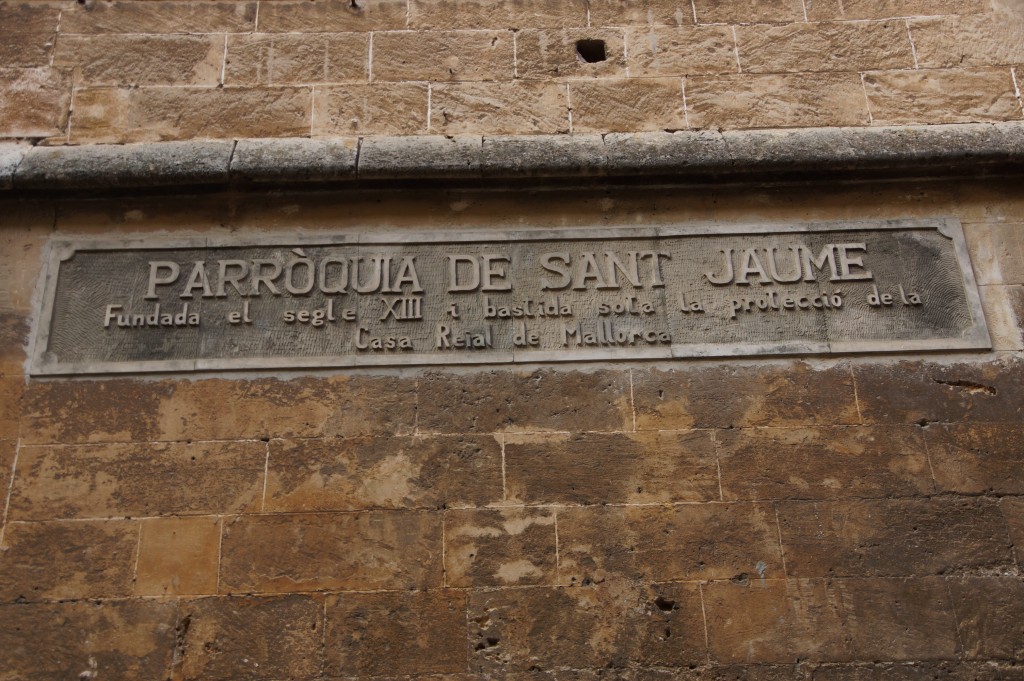 PARRÒQUIA DE SANT JAUME
Fundada el segle XIII i bastida sota la protecció de la
Casa Reial de Mallorca